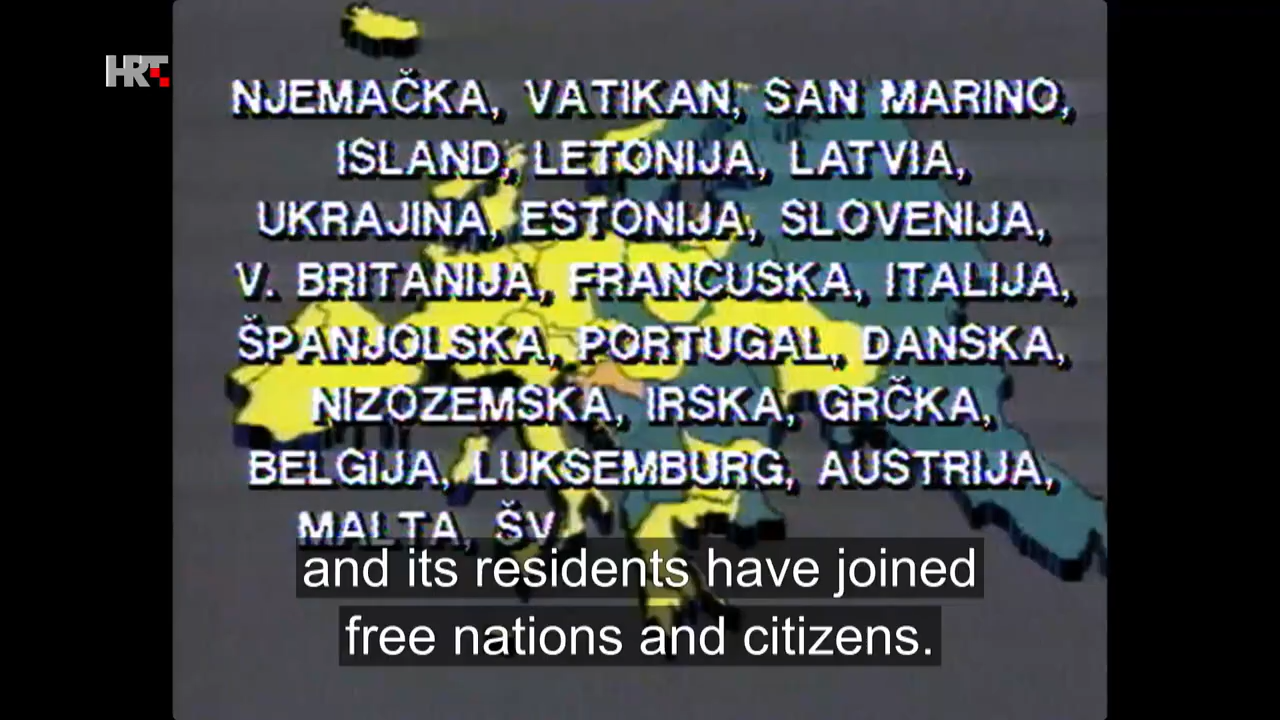 HRT
NJEMAČKA, VATIKAN, SAN MARINO,
ISLAND, LETONIJA, LATVIA,
UKRAJINA, ESTONIJA, SLOVENIJA,
V. BRITANIJA, FRANCUSKA, ITALIJA,
ŠPANJOLSKA, PORTUGAL, DANSKA,
NIZOZEMSKA, IRSKA, GRČKA,
BELGIJA, LUKSEMBURG, AUSTRIJA,
MALTA, ŠV
and its residents have joined
free nations and citizens.